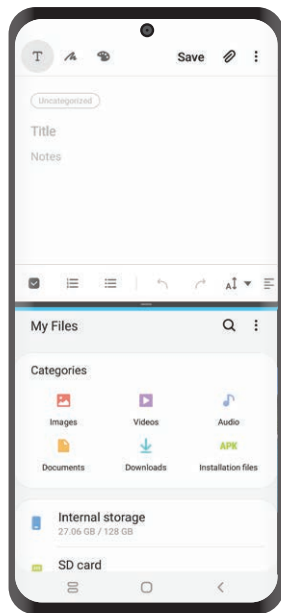 T Save
Uncategorized
Title
Notes
A
My Files
Categories
Images Videos Audio
APK
Documents Downloads Installation files
Internal storage
27.06 GB / 128 GB
SD card